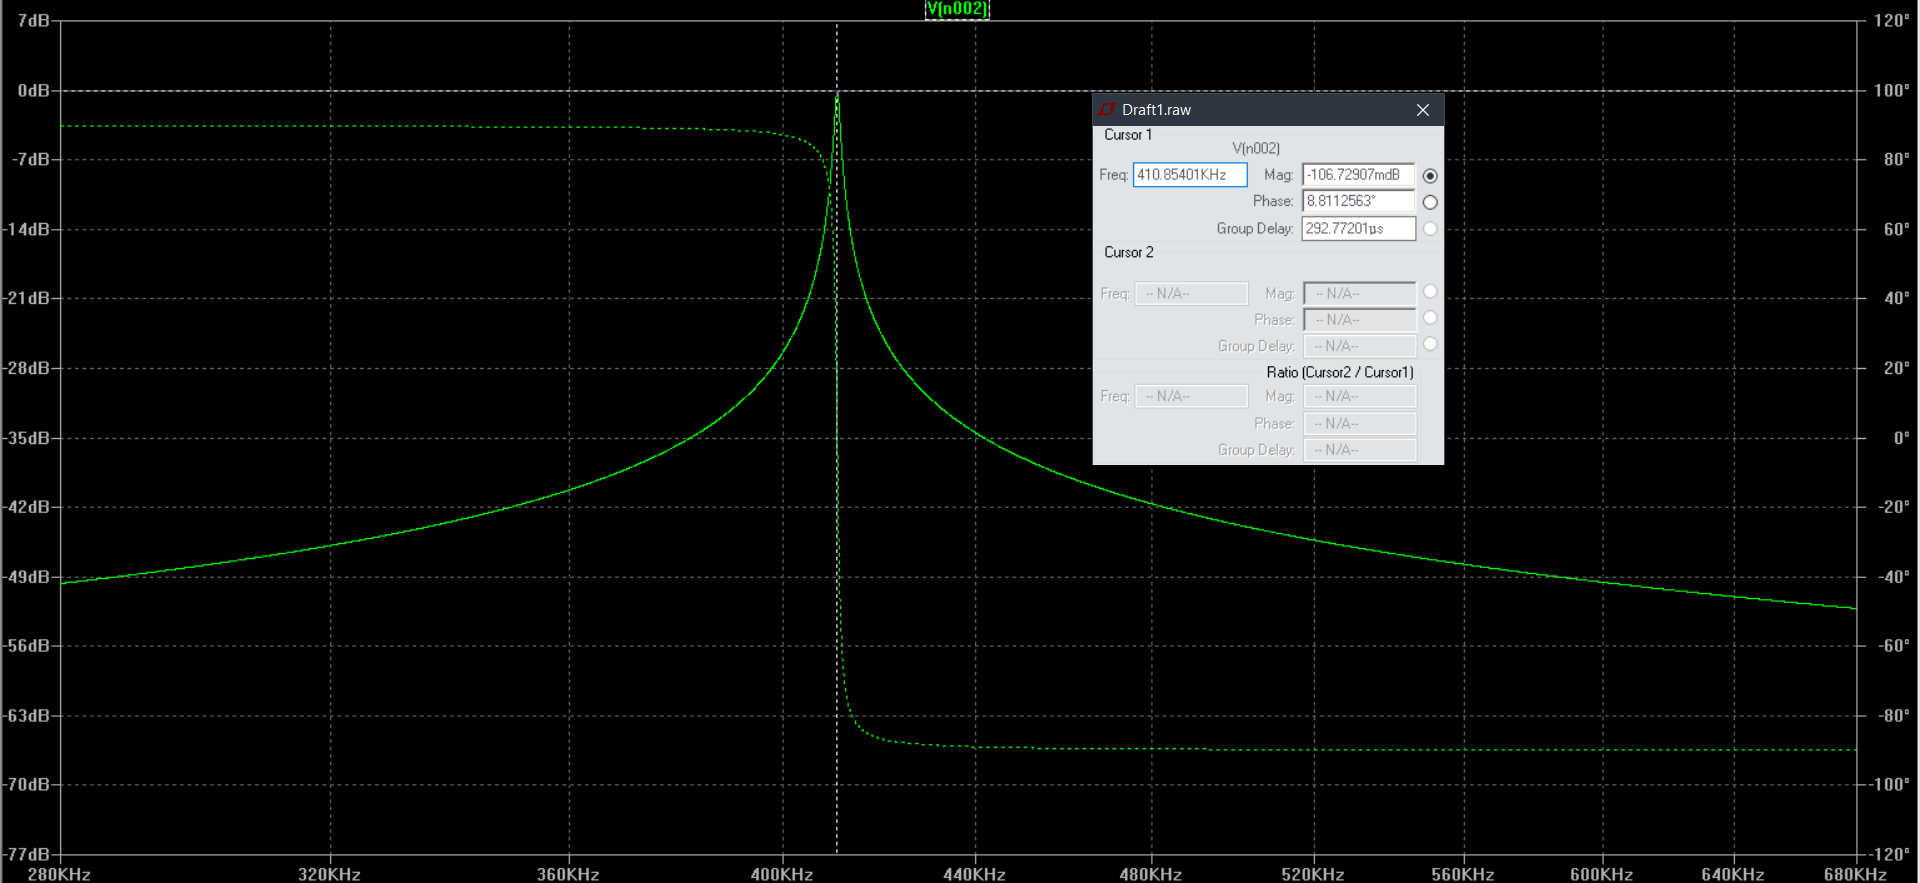 V(n002)
7dB
0dB
-7dB
-14dB
-21dB
-28dB
-35dB
-42dB
-49dB
-56dB
-63dB
-70dB
-77dB
120°
100°
80°
60°
40°
20°
0°
-20°
-40°
-60°
-80°
-100°
-120°
Draft1.raw
Cursor 1
V(n002)
Freq: 410.85401KHz Mag: -106.72907mdB
Phase: 8.8112563°
Group Delay: 292.77201µs
Cursor 2
Freq: -- N/A-- Mag: -- N/A--
Phase: -- N/A--
Group Delay: -- N/A--
Ratio (Cursor2 / Cursor1)
Freq: -- N/A-- Mag: -- N/A--
Phase: -- N/A--
Group Delay: -- N/A--
280KHz 320KHz 360KHz 400KHz 440KHz 480KHz 520KHz 560KHz 600KHz 640KHz 680KHz